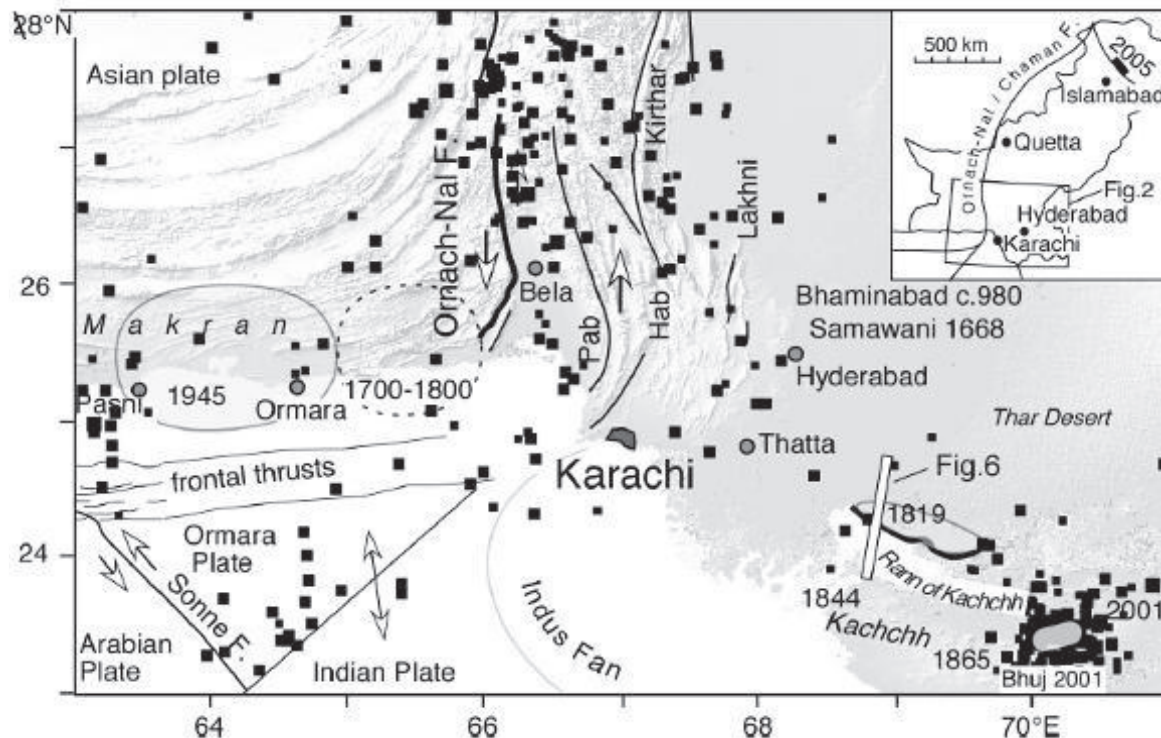 28°N
Asian plate
Ornach-Nal F.
Kirthar
Lakhni
500 km
Ornach-Nal / Chaman F.
2005
Islamabad
Quetta
Fig.2
Hyderabad
Karachi
26
Bela
Pab
Hab
Bhaminabad c.980
Samawani 1668
Hyderabad
Makran
Pasni
1945
Ormara
1700-1800
Thar Desert
Thatta
frontal thrusts
Karachi
Fig.6
1819
Ormara
Plate
24
Sonne F.
Rann of Kachchh
1844
Kachchh
2001
Arabian
Plate
Indian Plate
Indus Fan
1865
Bhuj 2001
64
66
68
70°E